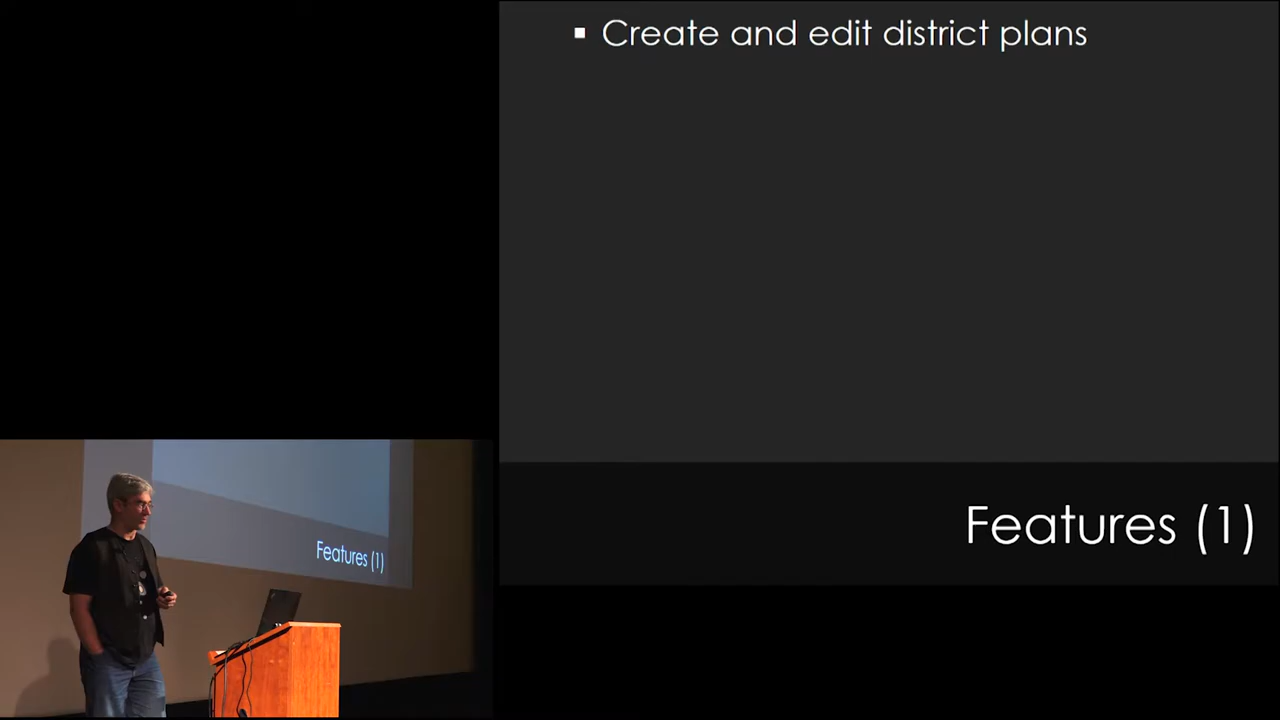 ▪ Create and edit district plans
Features (1)
Features (1)